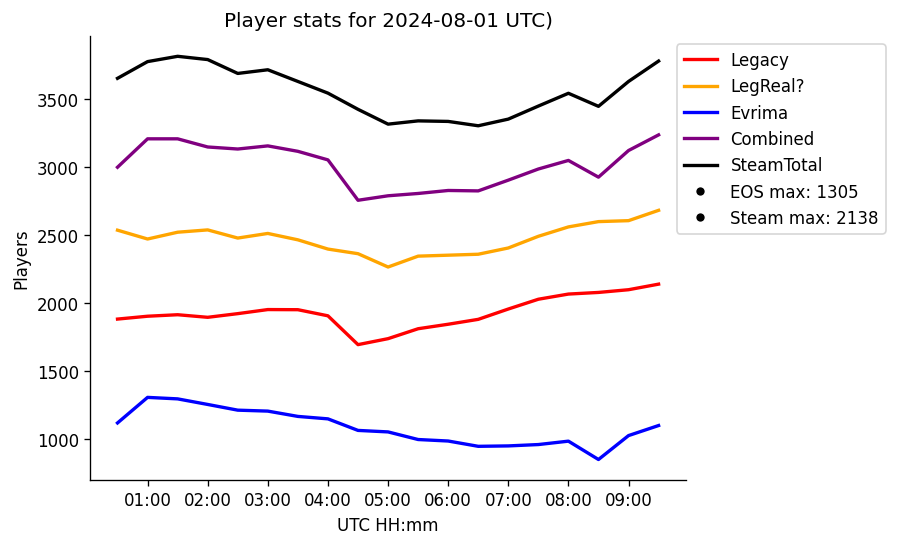 Player stats for 2024-08-01 UTC)
Legacy
LegReal?
Evrima
Combined
SteamTotal
EOS max: 1305
Steam max: 2138
Players
3500
3000
2500
2000
1500
1000
01:00 02:00 03:00 04:00 05:00 06:00 07:00 08:00 09:00
UTC HH:mm